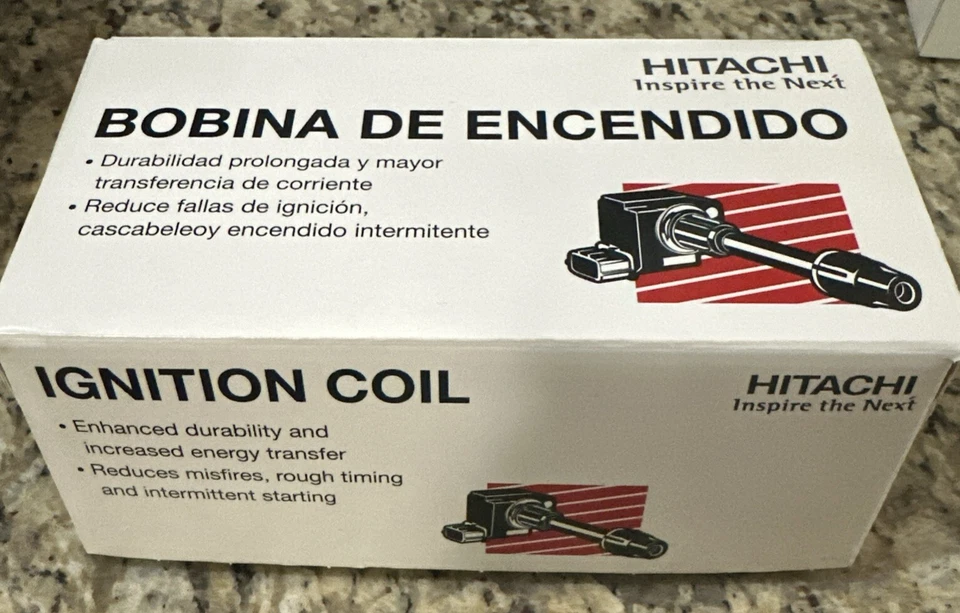 HITACHI
Inspire the Next
BOBINA DE ENCENDIDO
• Durabilidad prolongada y mayor
transferencia de corriente
• Reduce fallas de ignición,
cascabeleoy encendido intermitente
IGNITION COIL
HITACHI
Inspire the Next
• Enhanced durability and
increased energy transfer
• Reduces misfires, rough timing
and intermittent starting